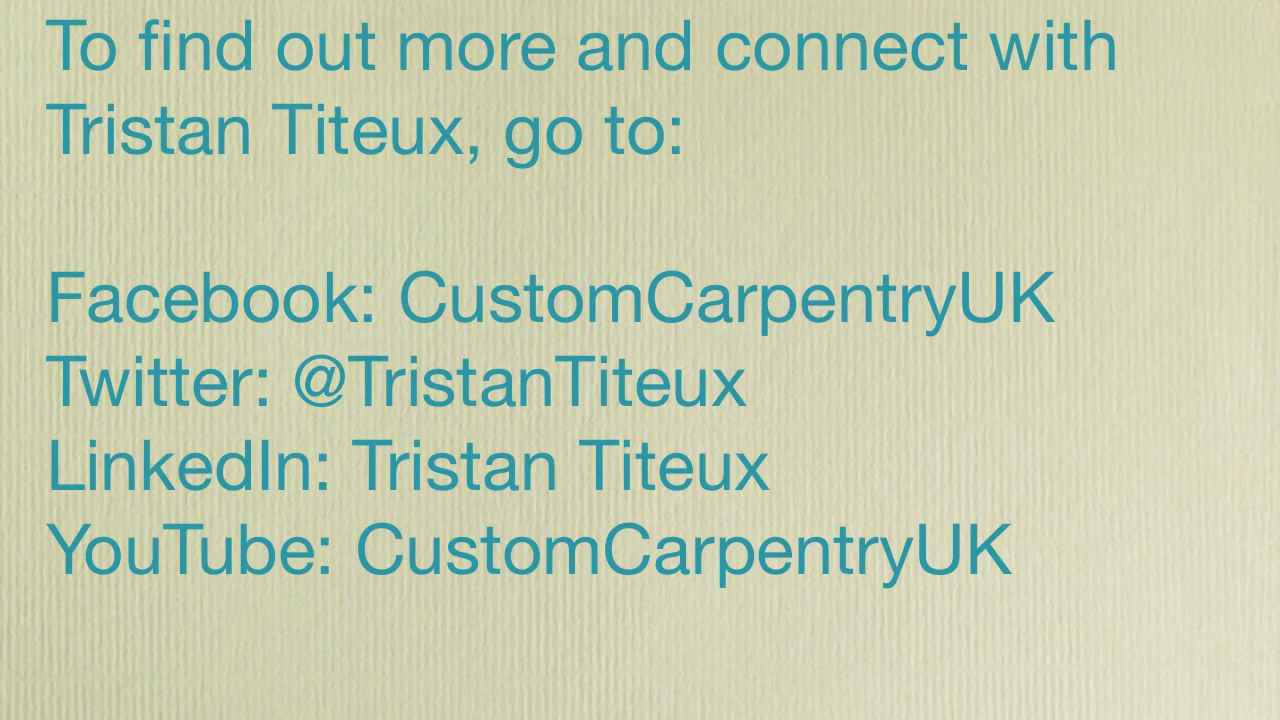 To find out more and connect with
Tristan Titeux, go to:
Facebook: CustomCarpentryUK
Twitter: @TristanTiteux
LinkedIn: Tristan Titeux
YouTube: CustomCarpentryUK